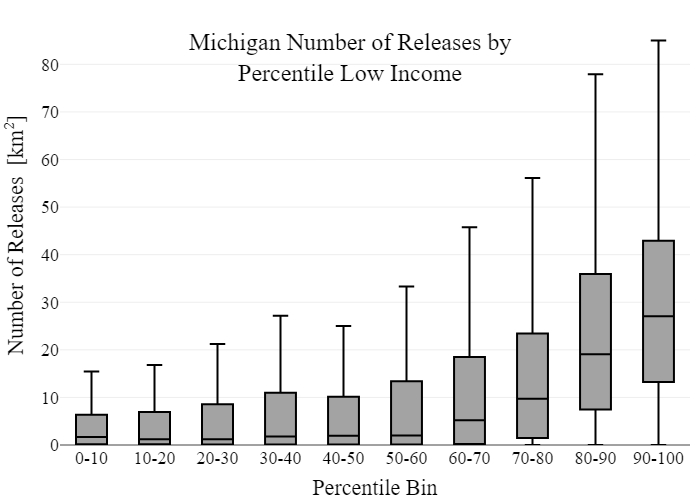 Michigan Number of Releases by
Percentile Low Income
Number of Releases [km²]
80
70
60
50
40
30
20
10
0
0-10 10-20 20-30 30-40 40-50 50-60 60-70 70-80 80-90 90-100
Percentile Bin